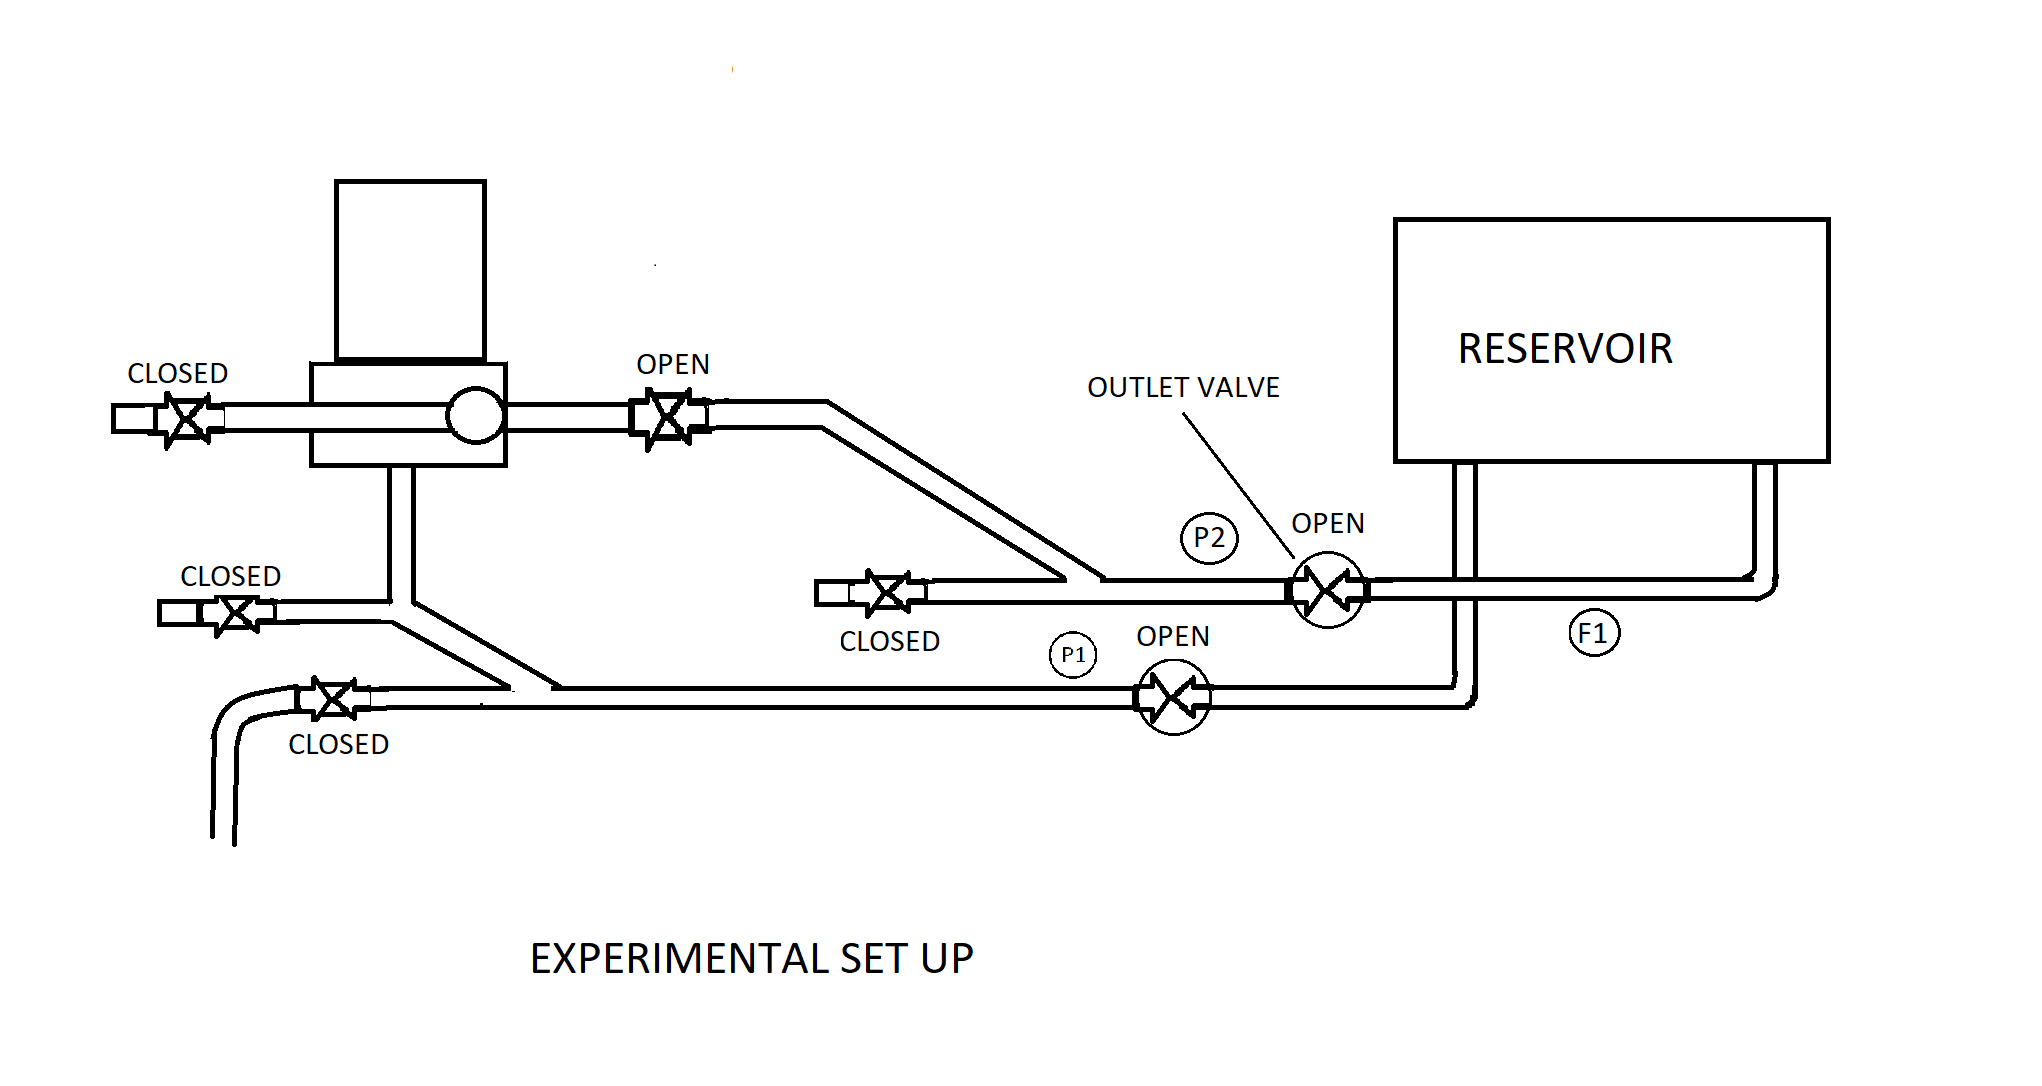 CLOSED
OPEN
OUTLET VALVE
RESERVOIR
P2
OPEN
CLOSED
CLOSED
P1
OPEN
F1
CLOSED
EXPERIMENTAL SET UP